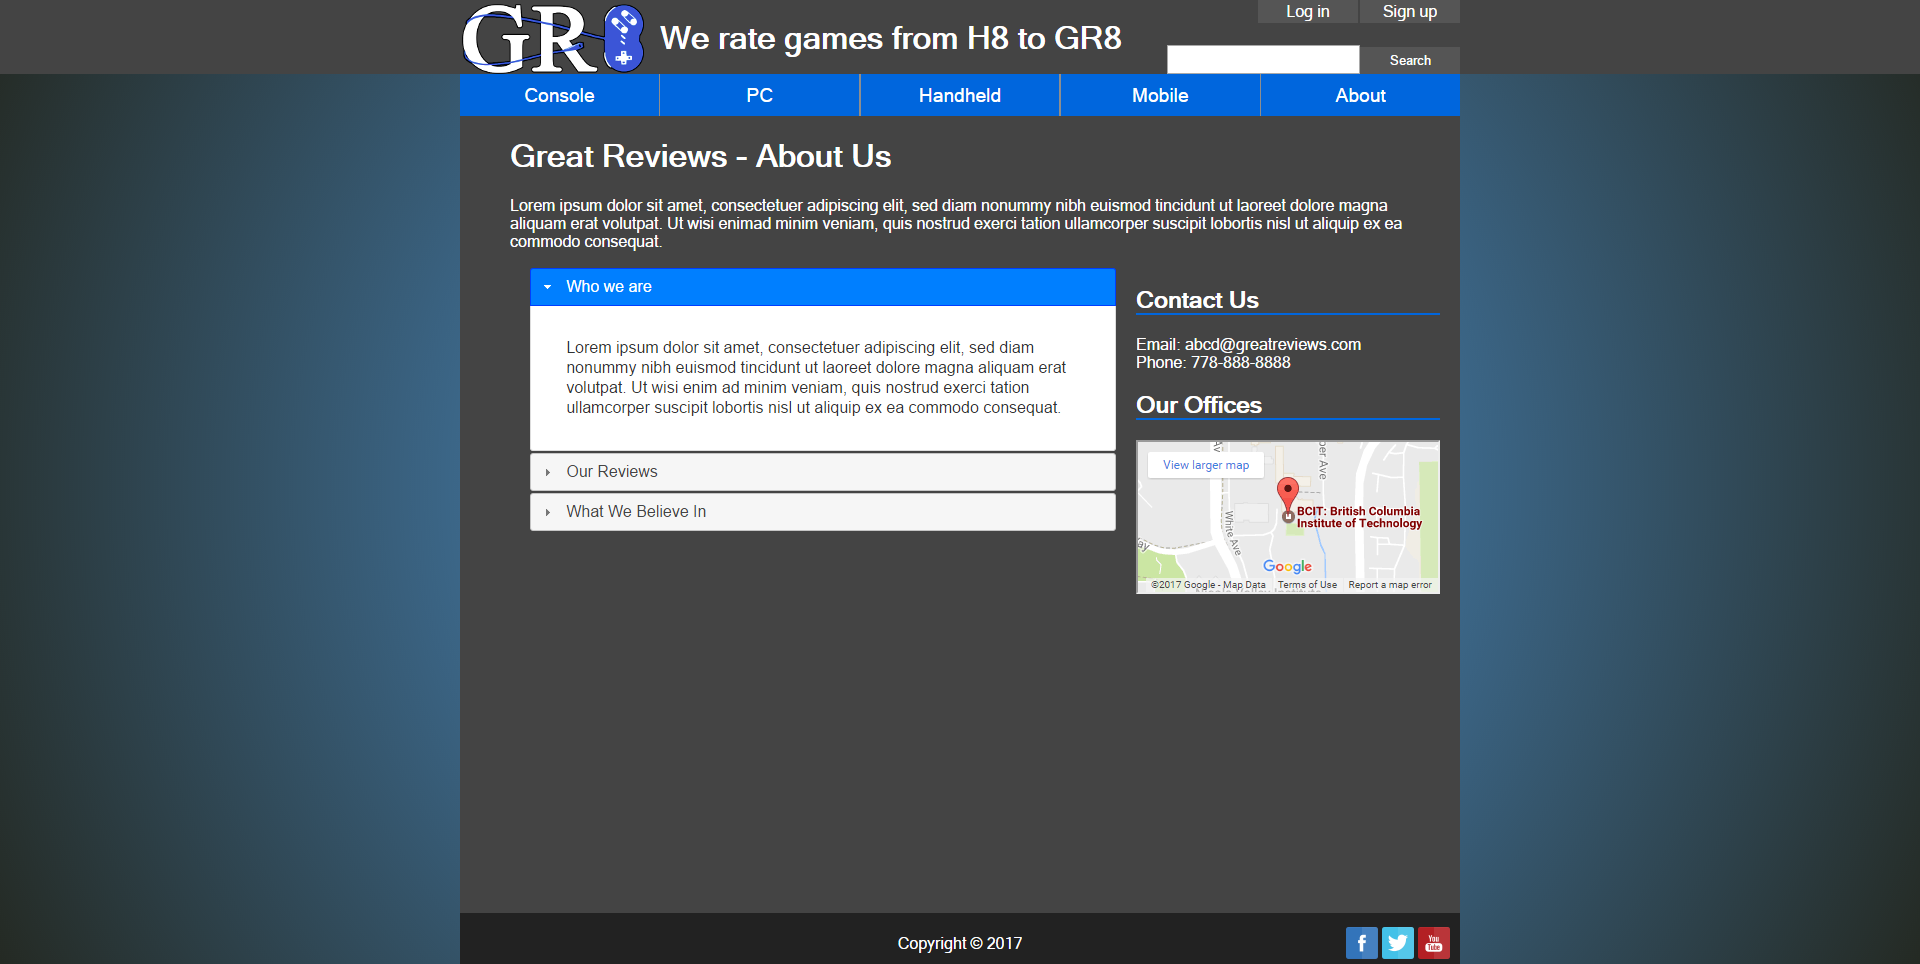 GR8
We rate games from H8 to GR8
Log in
Sign up
Search
Console
PC
Handheld
Mobile
About
Great Reviews - About Us
Lorem ipsum dolor sit amet, consectetuer adipiscing elit, sed diam nonummy nibh euismod tincidunt ut laoreet dolore magna
aliquam erat volutpat. Ut wisi enimad minim veniam, quis nostrud exerci tation ullamcorper suscipit lobortis nisl ut aliquip ex ea
commodo consequat.
Who we are
Lorem ipsum dolor sit amet, consectetuer adipiscing elit, sed diam
nonummy nibh euismod tincidunt ut laoreet dolore magna aliquam erat
volutpat. Ut wisi enim ad minim veniam, quis nostrud exerci tation
ullamcorper suscipit lobortis nisl ut aliquip ex ea commodo consequat.
Our Reviews
What We Believe In
Contact Us
Email: abcd@greatreviews.com
Phone: 778-888-8888
Our Offices
View larger map
White Ave
BCIT: British Columbia
Institute of Technology
Google
©2017 Google - Map Data
Terms of Use
Report a map error
Copyright © 2017
f
You
Tube